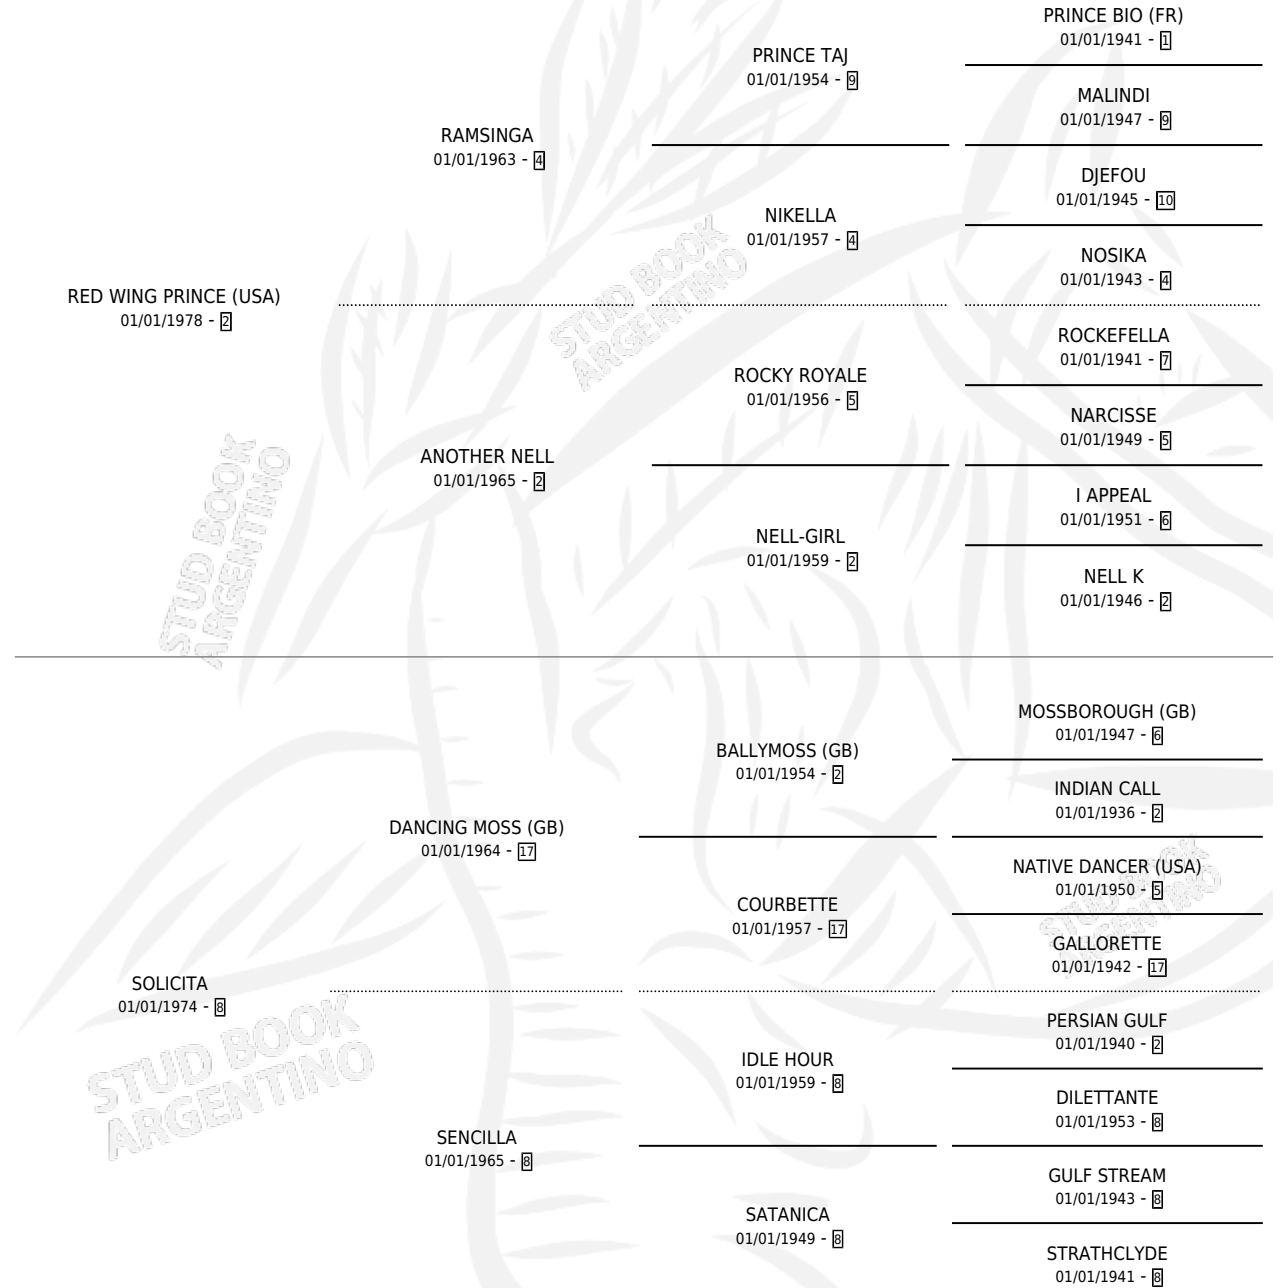 PRINCE BIO (FR)
01/01/1941 - 1
PRINCE TAJ
01/01/1954 - 9
MALINDI
01/01/1947 - 9
RAMSINGA
01/01/1963 - 4
DJEFOU
01/01/1945 - 10
NIKELLA
01/01/1957 - 4
NOSIKA
01/01/1943 - 4
RED WING PRINCE (USA)
01/01/1978 - 2
ROCKEFELLA
01/01/1941 - 7
ROCKY ROYALE
01/01/1956 - 5
NARCISSE
01/01/1949 - 5
ANOTHER NELL
01/01/1965 - 2
I APPEAL
01/01/1951 - 6
NELL-GIRL
01/01/1959 - 2
NELL K
01/01/1946 - 2
MOSSBOROUGH (GB)
01/01/1947 - 6
BALLYMOSS (GB)
01/01/1954 - 2
INDIAN CALL
01/01/1936 - 2
DANCING MOSS (GB)
01/01/1964 - 17
NATIVE DANCER (USA)
01/01/1950 - 5
COURBETTE
01/01/1957 - 17
GALLORETTE
01/01/1942 - 17
SOLICITA
01/01/1974 - 8
PERSIAN GULF
01/01/1940 - 2
IDLE HOUR
01/01/1959 - 8
DILETTANTE
01/01/1953 - 8
SENCILLA
01/01/1965 - 8
GULF STREAM
01/01/1943 - 8
SATANICA
01/01/1949 - 8
STRATHCLYDE
01/01/1941 - 8
STUD BOOK
ARGENTINO
STUD BOOK
ARGENTINO
STUD BOOK
ARGENTINO
STUD BOOK
ARGENTINO